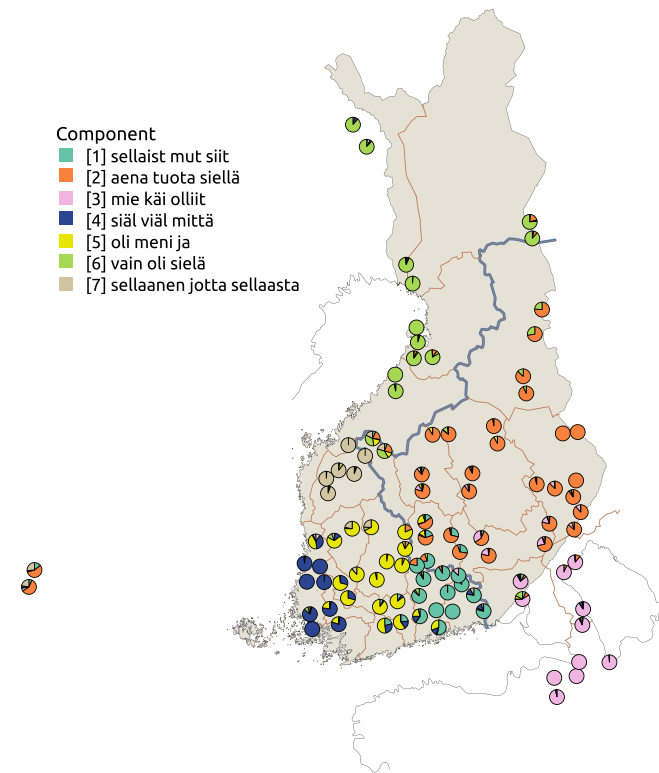 Component
[1] sellaist mut siit
[2] aena tuota siellä
[3] mie käi olliit
[4] siäl viäl mittä
[5] oli meni ja
[6] vain oli sielä
[7] sellaanen jotta sellaasta